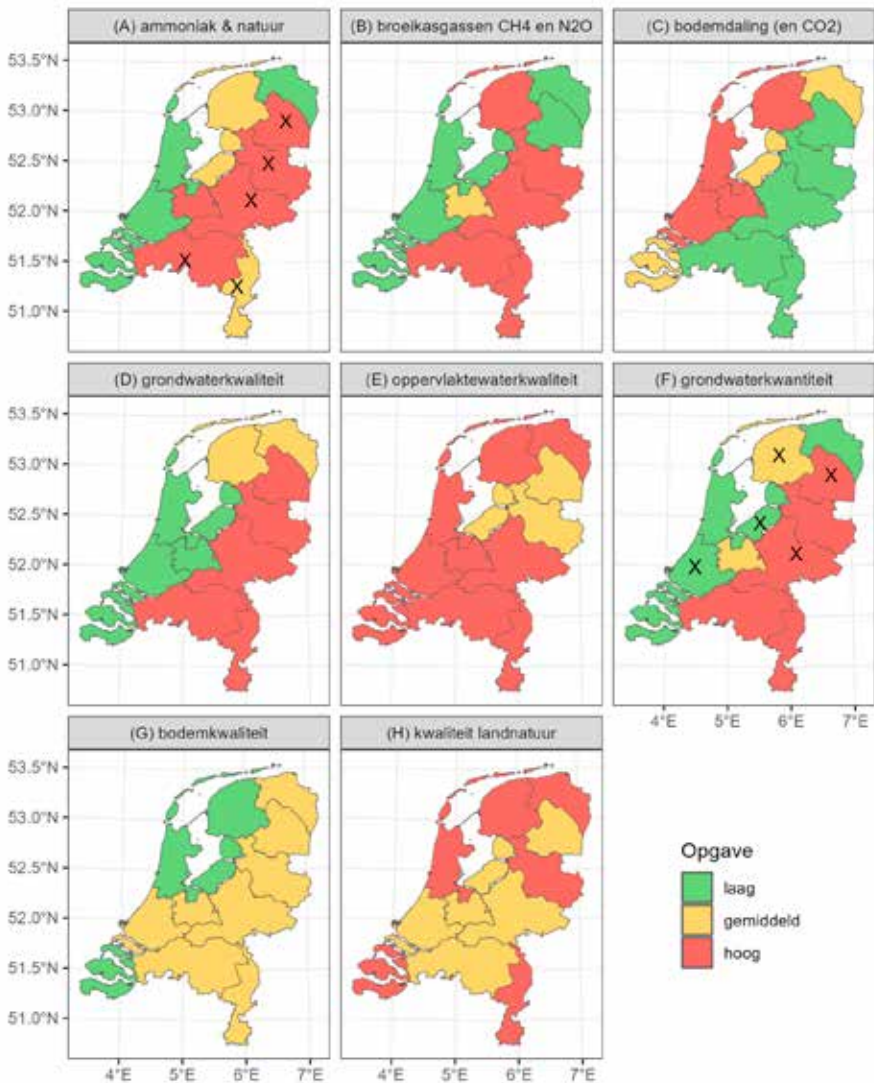 (A) ammoniak & natuur
(B) broeikasgassen CH4 en N2O
(C) bodemdaling (en CO2)
53.5°N
53.0°N
52.5°N
52.0°N
51.5°N
51.0°N
X
X
X
X
X
(D) grondwaterkwaliteit
(E) oppervlaktewaterkwaliteit
(F) grondwaterkwantiteit
53.5°N
53.0°N
52.5°N
52.0°N
51.5°N
51.0°N
X
X
X
X
X
4°E 5°E 6°E 7°E
(G) bodemkwaliteit
(H) kwaliteit landnatuur
53.5°N
53.0°N
52.5°N
52.0°N
51.5°N
51.0°N
4°E 5°E 6°E 7°E
4°E 5°E 6°E 7°E
Opgave
laag
gemiddeld
hoog